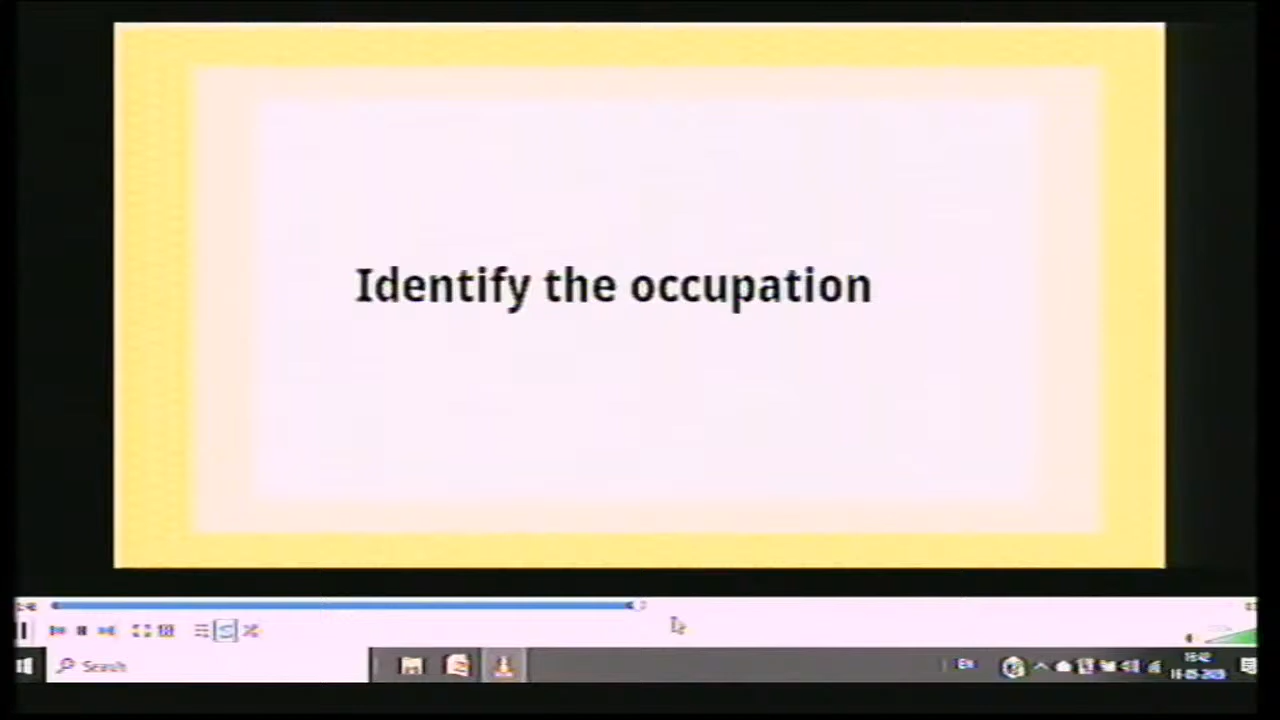 Identify the occupation
Search
EN